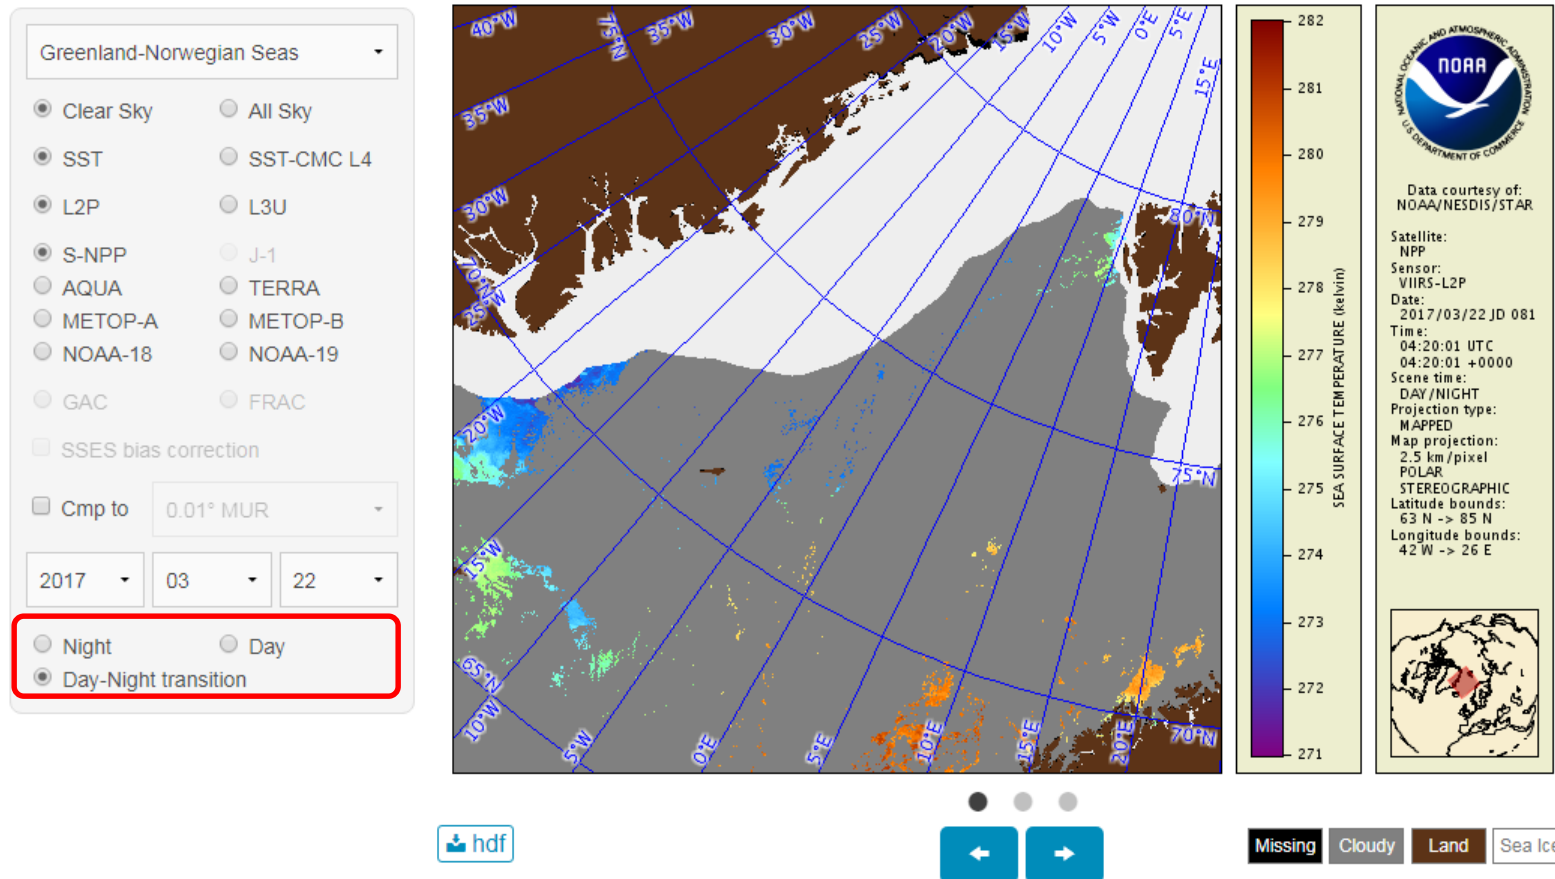 Greenland-Norwegian Seas
Clear Sky
All Sky
SST
SST-CMC L4
L2P
L3U
S-NPP
J-1
AQUA
TERRA
METOP-A
METOP-B
NOAA-18
NOAA-19
GAC
FRAC
SSES bias correction
Cmp to
0.01° MUR
2017
03
22
Night
Day
Day-Night transition
hdf
40°W
75°N
35°W
30°W
25°W
20°W
15°W
10°W
5°W
0°E
5°E
15°E
35°W
30°W
70°N
25°W
20°W
15°W
65°N
10°W
5°W
0°E
5°E
10°E
15°E
20°E
70°N
75°N
80°N
282
281
280
279
278
277
276
275
274
273
272
271
SEA SURFACE TEMPERATURE (kelvin)
NATIONAL OCEANIC AND ATMOSPHERIC ADMINISTRATION
NOAA
U.S. DEPARTMENT OF COMMERCE
Data courtesy of:
NOAA/NESDIS/STAR
Satellite:
NPP
Sensor:
VIIRS-L2P
Date:
2017/03/22 JD 081
Time:
04:20:01 UTC
04:20:01 +0000
Scene time:
DAY/NIGHT
Projection type:
MAPPED
Map projection:
2.5 km/pixel
POLAR
STEREOGRAPHIC
Latitude bounds:
63 N -> 85 N
Longitude bounds:
42 W -> 26 E
Missing
Cloudy
Land
Sea Ice